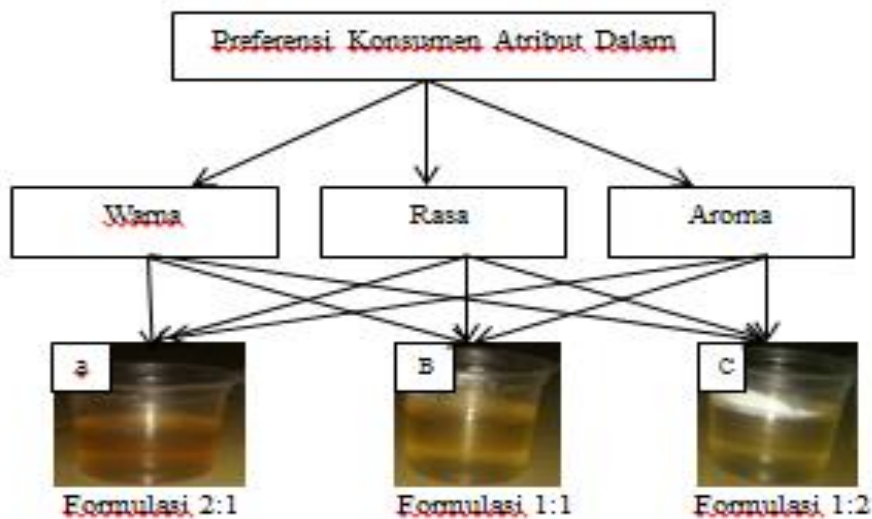 Preferensi Konsumen Atribut Dalam
Warna
Rasa
Aroma
a
B
C
Formulasi 2:1
Formulasi 1:1
Formulasi 1:2